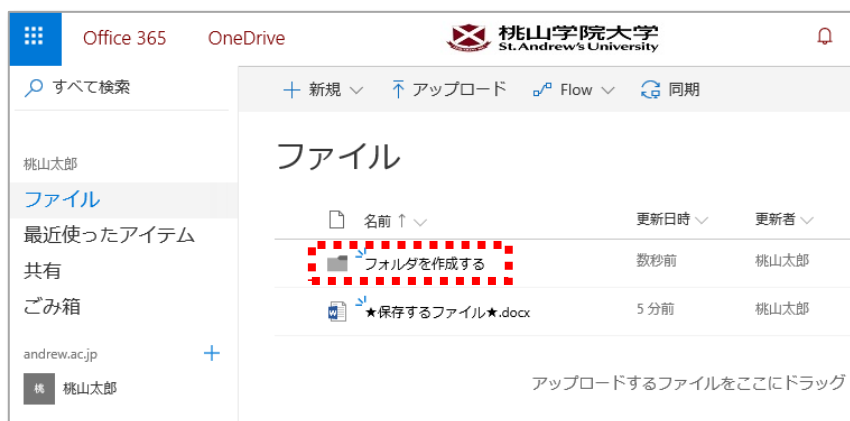 Office 365 OneDrive 桃山学院大学
St.Andrew's University
すべて検索
新規 アップロード Flow 同期
桃山太郎
ファイル
最近使ったアイテム
共有
ごみ箱
andrew.ac.jp
桃 桃山太郎
ファイル
名前 ↑ 更新日時 更新者
フォルダを作成する 数秒前 桃山太郎
★保存するファイル★.docx 5 分前 桃山太郎
アップロードするファイルをここにドラッグ